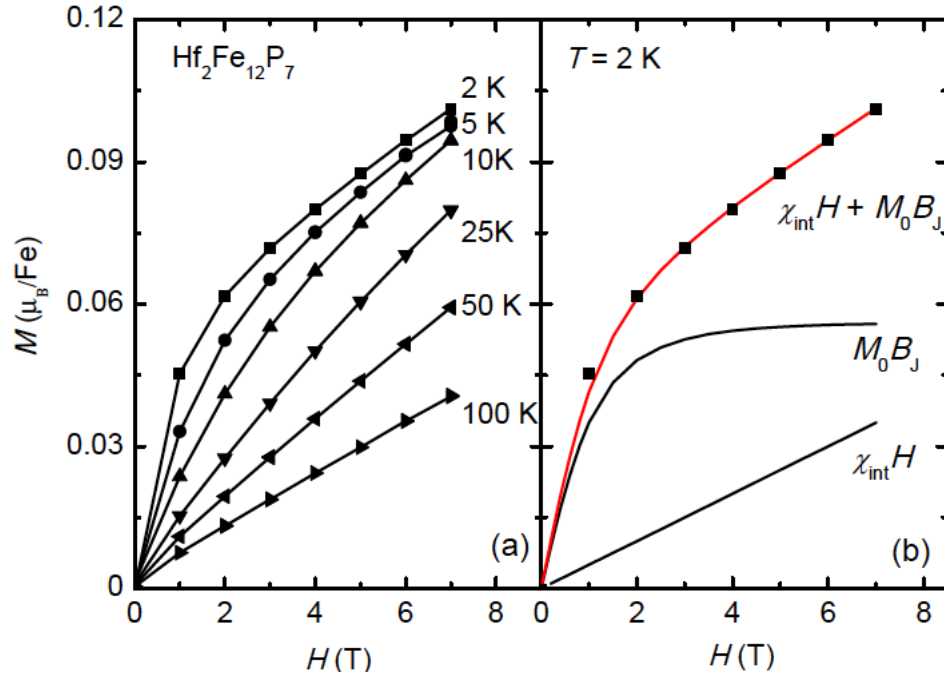 0.12
0.09
0.06
0.03
0
M (μB/Fe)
Hf2Fe12P7
2 K
5 K
10K
25K
50 K
100 K
(a)
0 2 4 6 8
H (T)
T = 2 K
χintH + M0BJ
M0BJ
χintH
(b)
0 2 4 6 8
H (T)